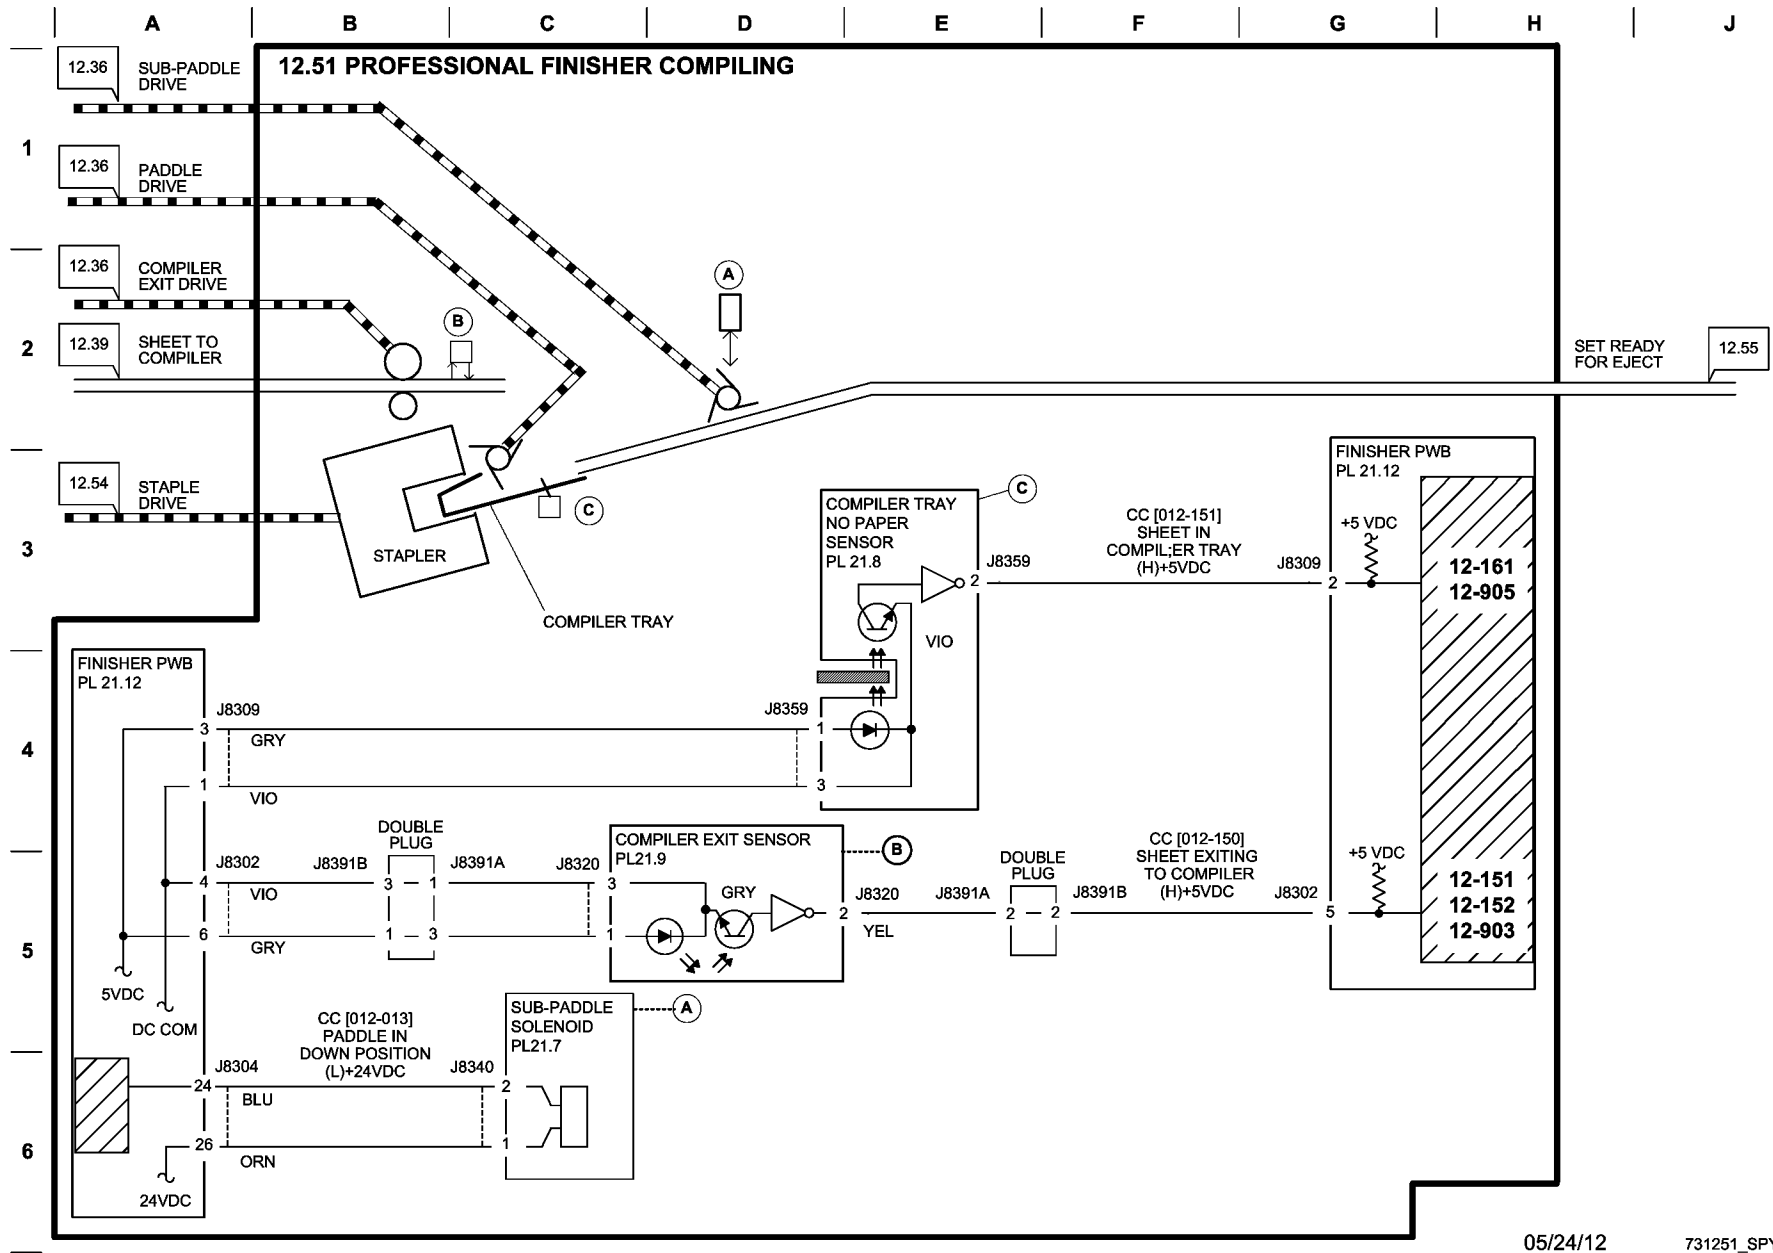 A B C D E F G H J
12.51 PROFESSIONAL FINISHER COMPILING
12.36
SUB-PADDLE
DRIVE
1
12.36
PADDLE
DRIVE
12.36
COMPILER
EXIT DRIVE
A
B
2
12.39
SHEET TO
COMPILER
SET READY
FOR EJECT
12.55
12.54
STAPLE
DRIVE
3
STAPLER
C
COMPILER TRAY
COMPILER TRAY
NO PAPER
SENSOR
PL 21.8
C
2
J8359
VIO
CC [012-151]
SHEET IN
COMPIL;ER TRAY
(H)+5VDC
J8309
2
FINISHER PWB
PL 21.12
+5 VDC
12-161
12-905
FINISHER PWB
PL 21.12
4
J8309
3
GRY
J8359
1
1
VIO
3
DOUBLE
PLUG
J8302
J8391B
J8391A
J8320
4
VIO
3
1
3
6
GRY
1
3
1
COMPILER EXIT SENSOR
PL21.9
B
GRY
J8320
2
YEL
J8391A
DOUBLE
PLUG
2
2
J8391B
CC [012-150]
SHEET EXITING
TO COMPILER
(H)+5VDC
J8302
5
+5 VDC
12-151
12-152
12-903
5
5VDC
DC COM
CC [012-013]
PADDLE IN
DOWN POSITION
(L)+24VDC
SUB-PADDLE
SOLENOID
PL21.7
A
J8304
J8340
24
BLU
2
6
26
ORN
1
24VDC
05/24/12
731251_SPY